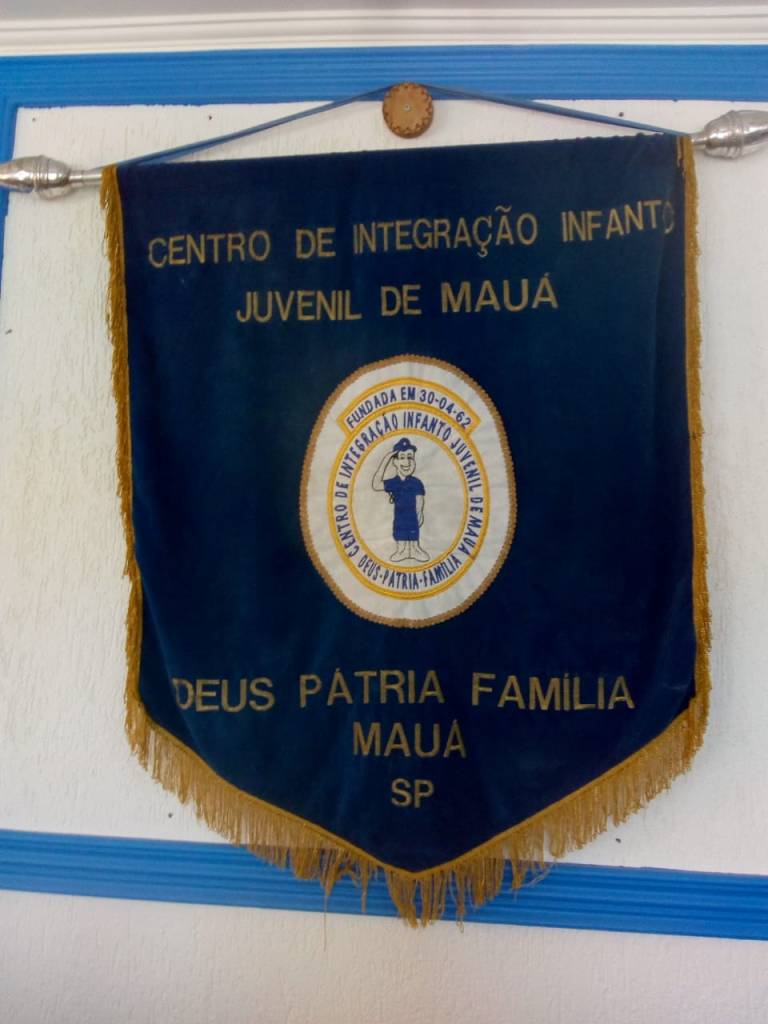 CENTRO DE INTEGRAÇÃO INFANTO
JUVENIL DE MAUÁ
FUNDADA EM 30-04-62
CENTRO DE INTEGRAÇÃO INFANTO JUVENIL DE MAUA
DEUS-PÁTRIA-FAMÍLIA
DEUS PÁTRIA FAMÍLIA
MAUÁ
SP